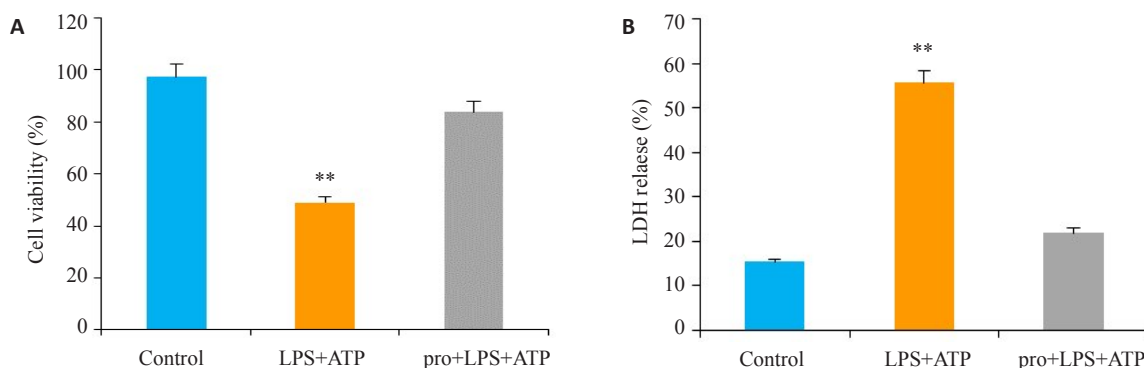 A
Cell viability (%)
120
100
80
60
40
20
0
**
Control
LPS+ATP
pro+LPS+ATP
B
LDH relaese (%)
70
60
50
40
30
20
10
0
**
Control
LPS+ATP
pro+LPS+ATP